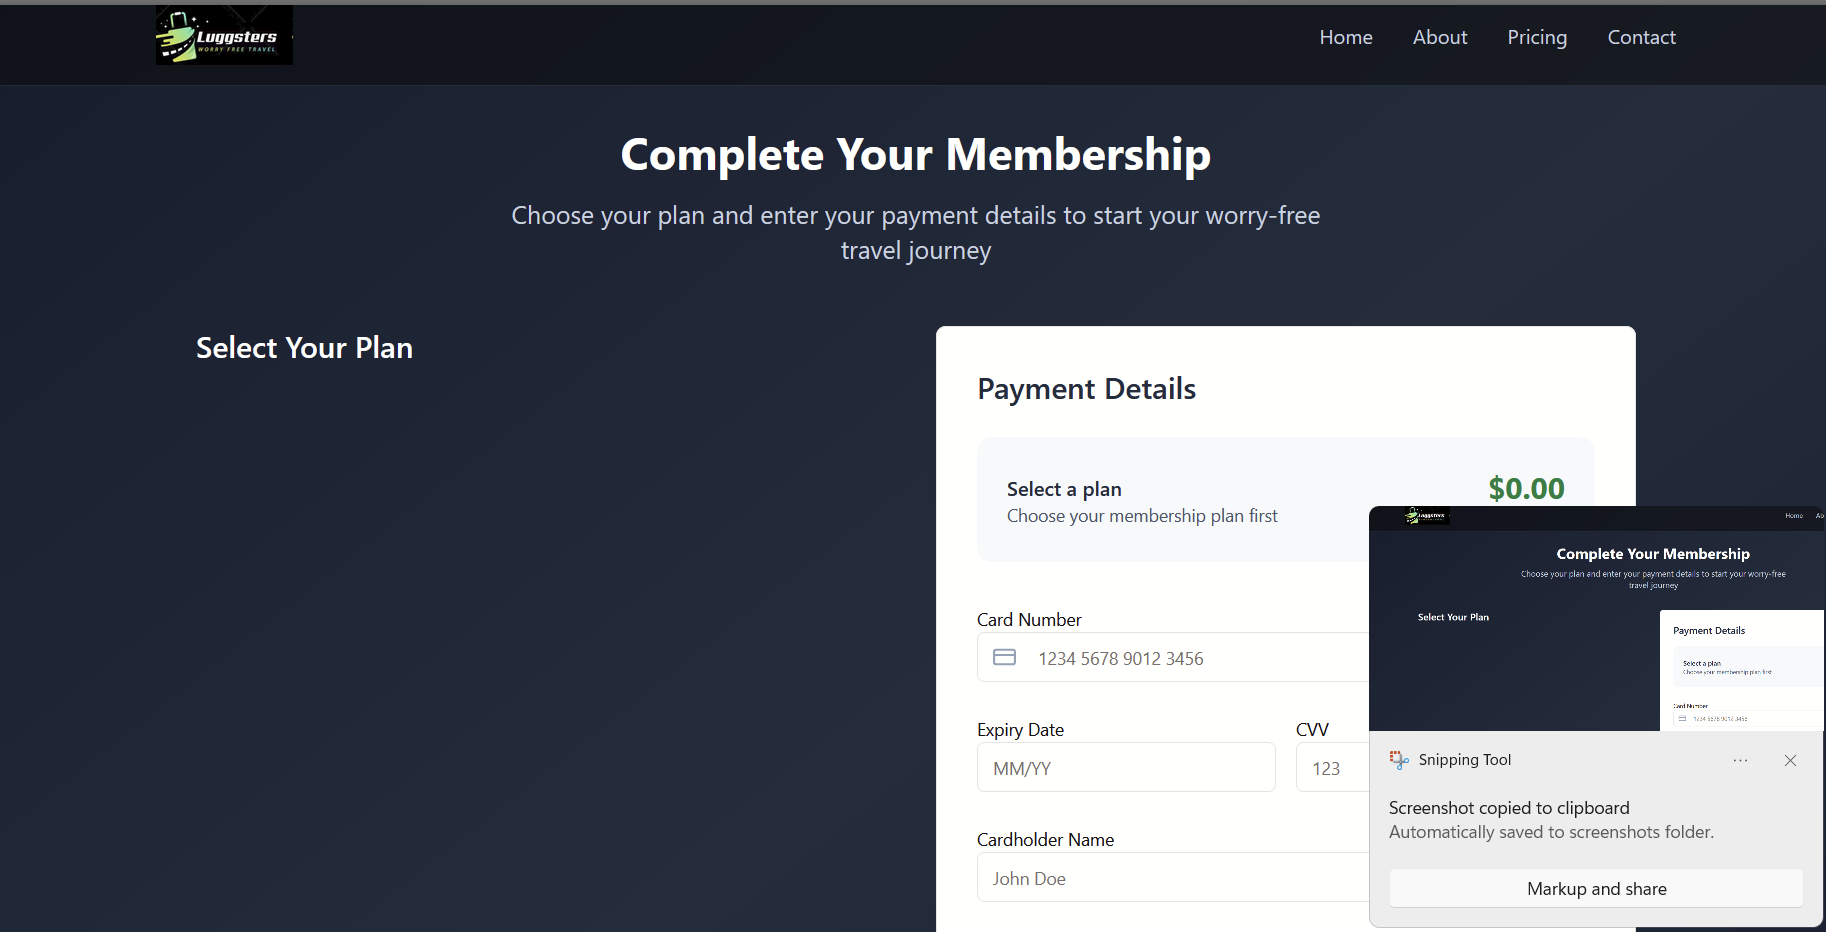 Luggsters
WORRY FREE TRAVEL
Home
About
Pricing
Contact
Complete Your Membership
Choose your plan and enter your payment details to start your worry-free
travel journey
Select Your Plan
Payment Details
Select a plan
$0.00
Choose your membership plan first
Card Number
1234 5678 9012 3456
Expiry Date
CVV
MM/YY
123
Cardholder Name
John Doe
Luggsters
Home
Ab
Complete Your Membership
Choose your plan and enter your payment details to start your worry-free
travel journey
Select Your Plan
Payment Details
Select a plan
Choose your membership plan first
Card Number
1234 5678 9012 3456
Snipping Tool
Screenshot copied to clipboard
Automatically saved to screenshots folder.
Markup and share